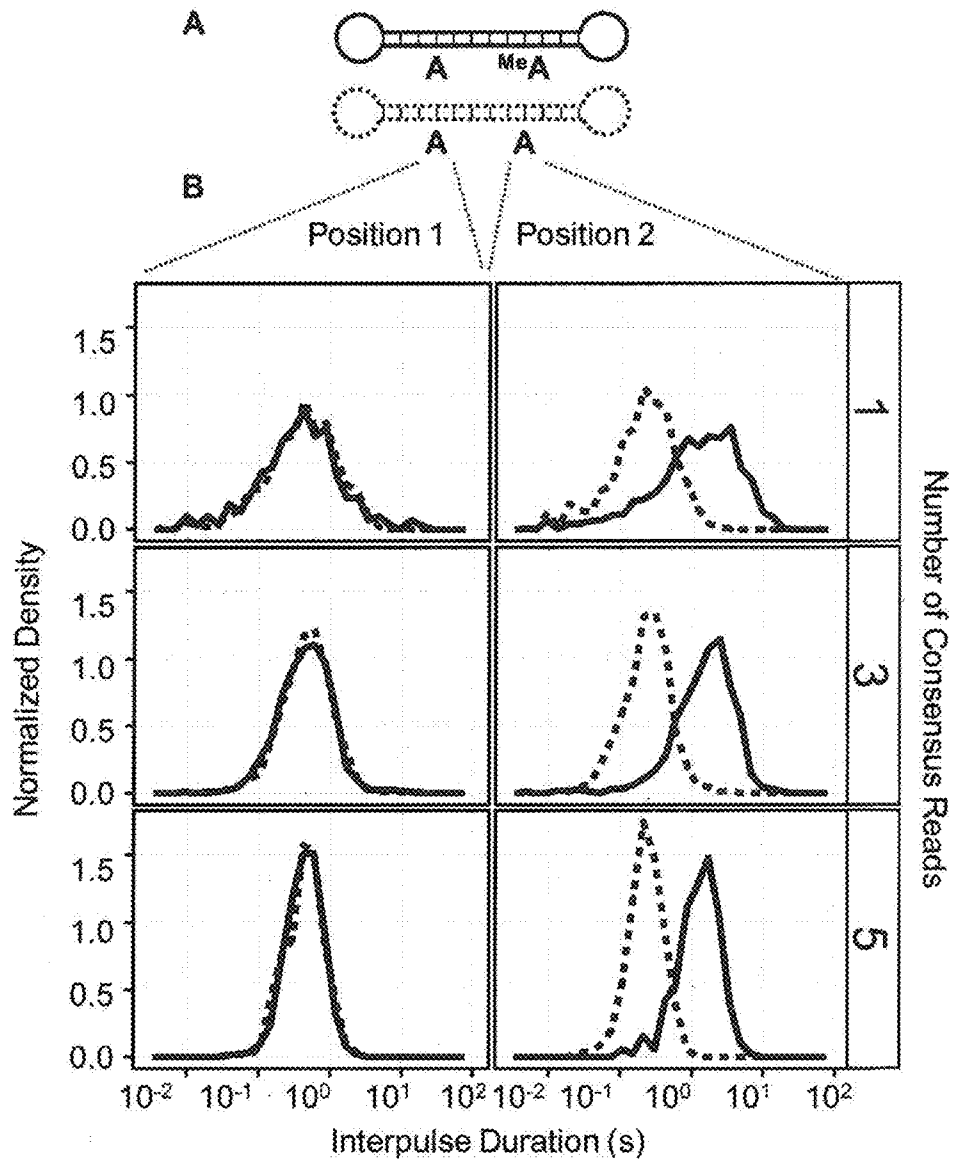 A
A MeA
A A
B
Position 1 Position 2
1.5
1.0
0.5
0.0
1
1.5
1.0
0.5
0.0
3
1.5
1.0
0.5
0.0
5
Normalized Density
Number of Consensus Reads
10-2 10-1 100 101 102 10-2 10-1 100 101 102
Interpulse Duration (s)